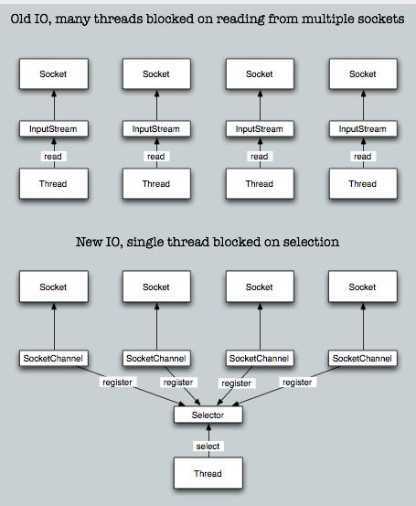 Old IO, many threads blocked on reading from multiple sockets
Socket Socket Socket Socket
InputStream InputStream InputStream InputStream
read read read read
Thread Thread Thread Thread
New IO, single thread blocked on selection
Socket Socket Socket Socket
SocketChannel SocketChannel SocketChannel SocketChannel
register register register register
Selector
select
Thread